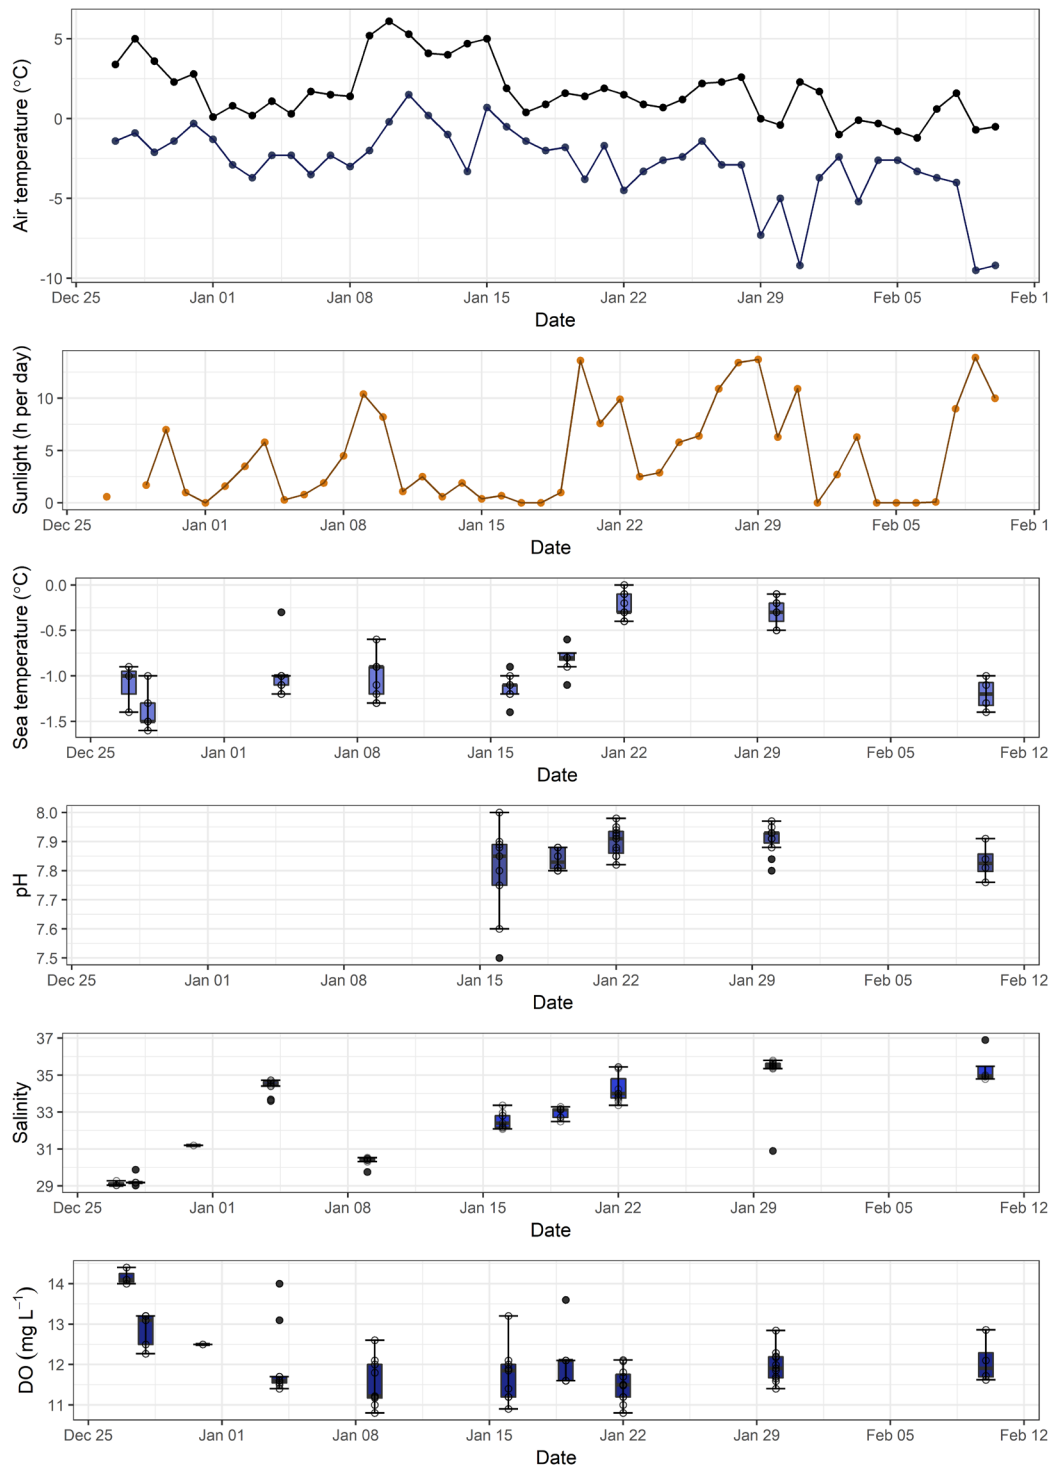 Air temperature (°C)
5
0
-5
-10
Dec 25 Jan 01 Jan 08 Jan 15 Jan 22 Jan 29 Feb 05 Feb 1
Date
Sunlight (h per day)
10
5
0
Dec 25 Jan 01 Jan 08 Jan 15 Jan 22 Jan 29 Feb 05 Feb 1
Date
Sea temperature (°C)
0.0
-0.5
-1.0
-1.5
Dec 25 Jan 01 Jan 08 Jan 15 Jan 22 Jan 29 Feb 05 Feb 12
Date
pH
8.0
7.9
7.8
7.7
7.6
7.5
Dec 25 Jan 01 Jan 08 Jan 15 Jan 22 Jan 29 Feb 05 Feb 12
Date
Salinity
37
35
33
31
29
Dec 25 Jan 01 Jan 08 Jan 15 Jan 22 Jan 29 Feb 05 Feb 12
Date
DO (mg L⁻¹)
14
13
12
11
Dec 25 Jan 01 Jan 08 Jan 15 Jan 22 Jan 29 Feb 05 Feb 12
Date